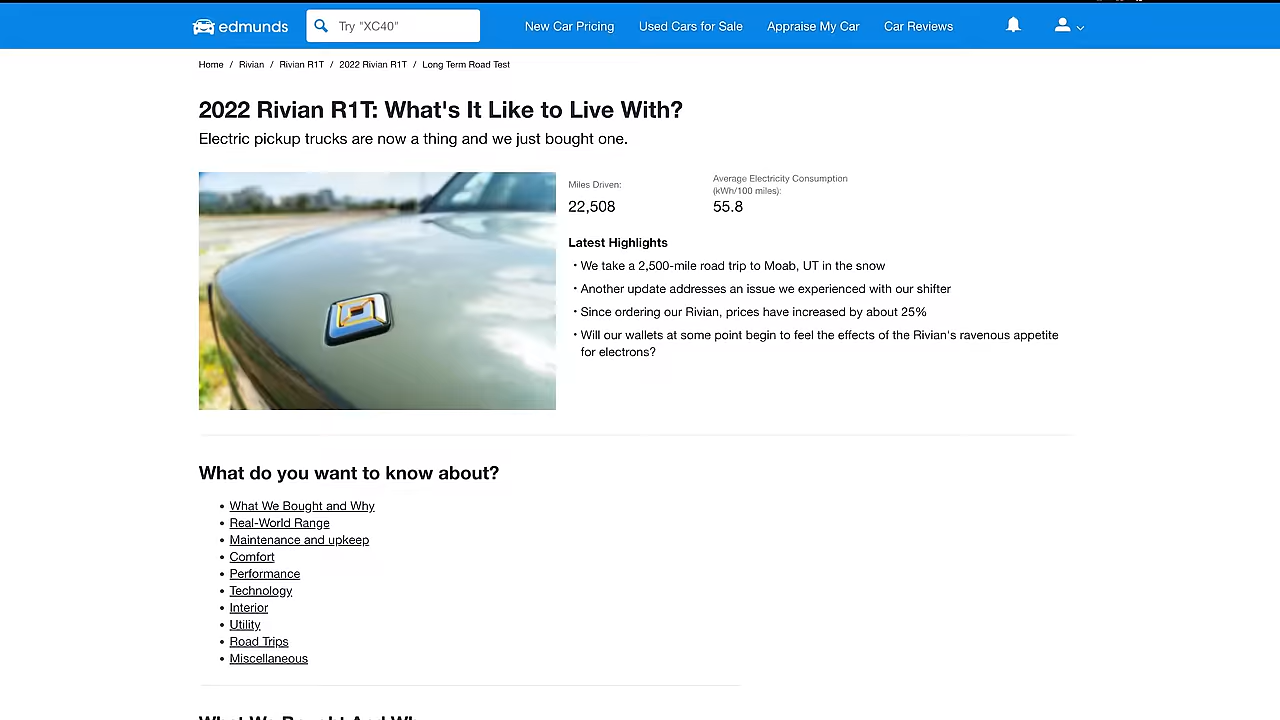 edmunds
Try "XC40"
New Car Pricing
Used Cars for Sale
Appraise My Car
Car Reviews
Home / Rivian / Rivian R1T / 2022 Rivian R1T / Long Term Road Test
2022 Rivian R1T: What's It Like to Live With?
Electric pickup trucks are now a thing and we just bought one.
Miles Driven:
22,508
Average Electricity Consumption
(kWh/100 miles):
55.8
Latest Highlights
• We take a 2,500-mile road trip to Moab, UT in the snow
• Another update addresses an issue we experienced with our shifter
• Since ordering our Rivian, prices have increased by about 25%
• Will our wallets at some point begin to feel the effects of the Rivian's ravenous appetite
for electrons?
What do you want to know about?
• What We Bought and Why
• Real-World Range
• Maintenance and upkeep
• Comfort
• Performance
• Technology
• Interior
• Utility
• Road Trips
• Miscellaneous